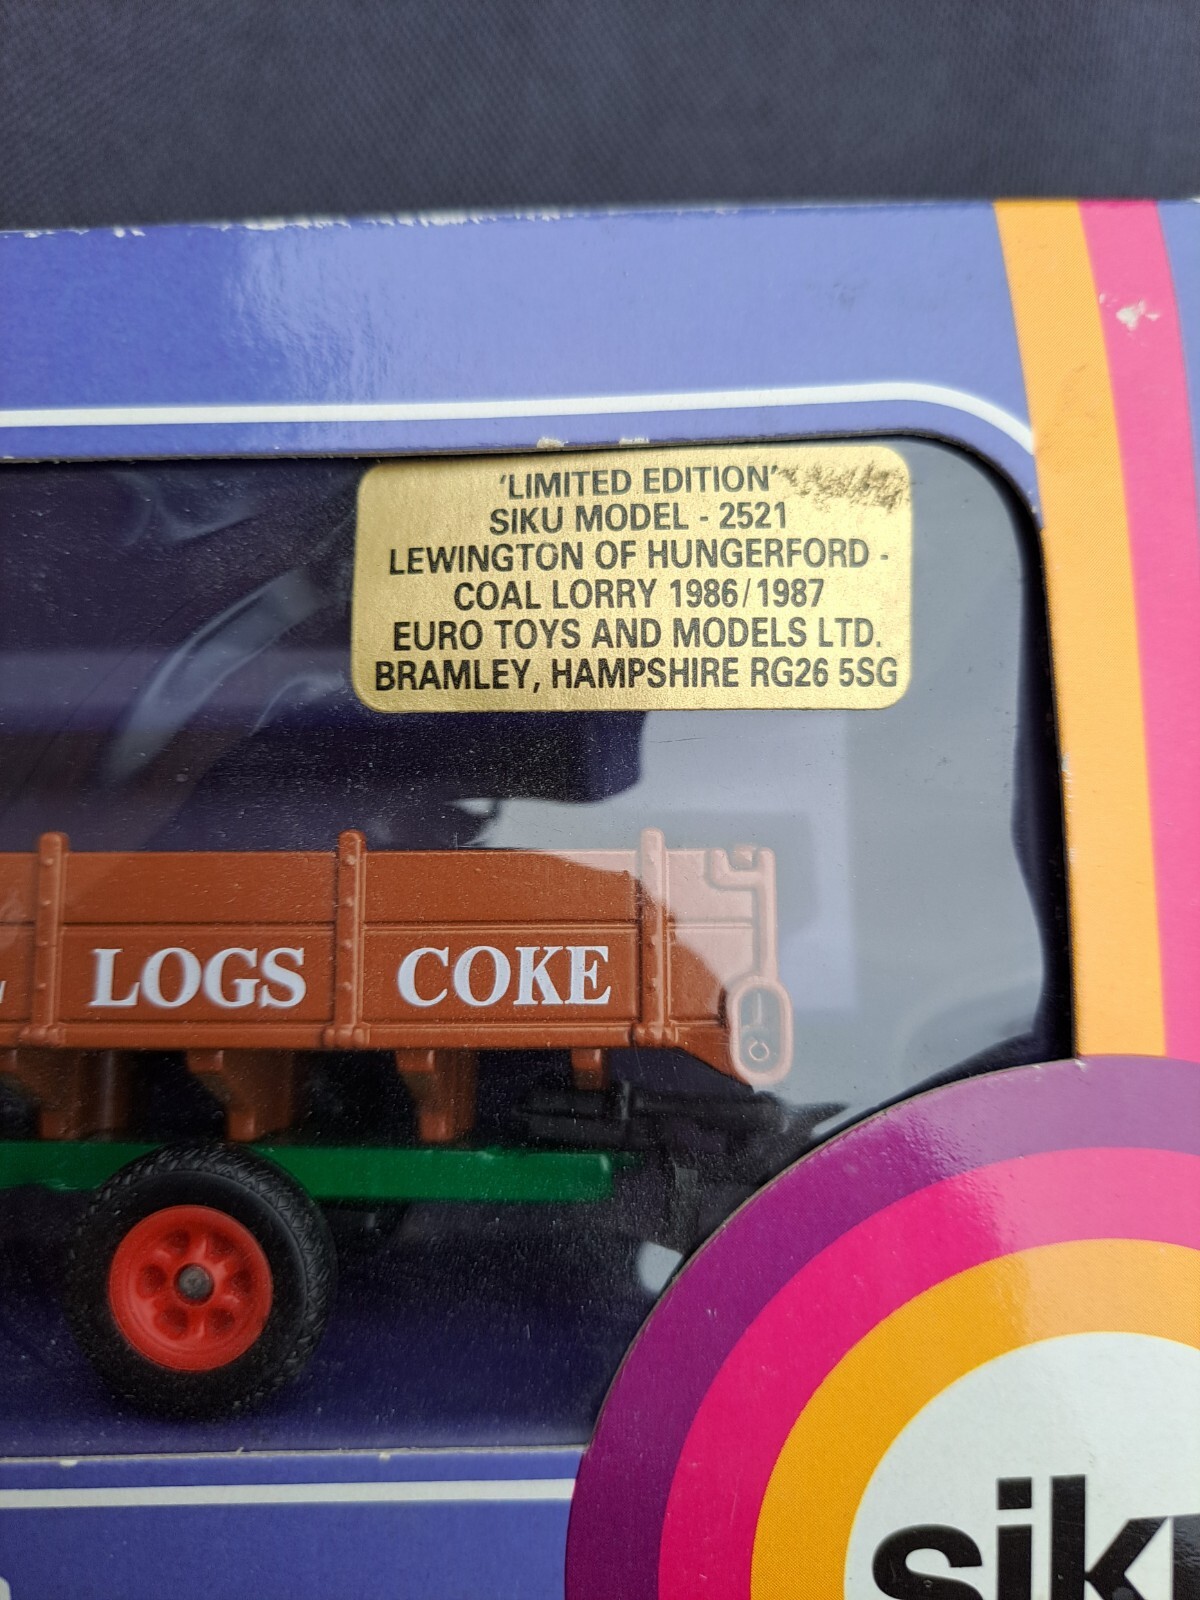 'LIMITED EDITION'
SIKU MODEL - 2521
LEWINGTON OF HUNGERFORD -
COAL LORRY 1986/1987
EURO TOYS AND MODELS LTD.
BRAMLEY, HAMPSHIRE RG26 5SG
LOGS COKE
siku